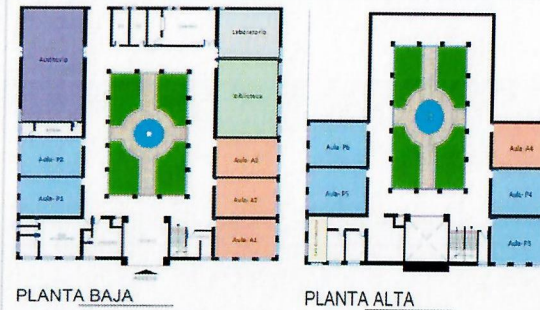 Laboratorio
Auditorio
Biblioteca
Aula P2
Aula A3
Aula P1
Aula A2
Aula A1
PLANTA BAJA
Aula P6
Aula A4
Aula P5
Aula P4
Aula P3
PLANTA ALTA